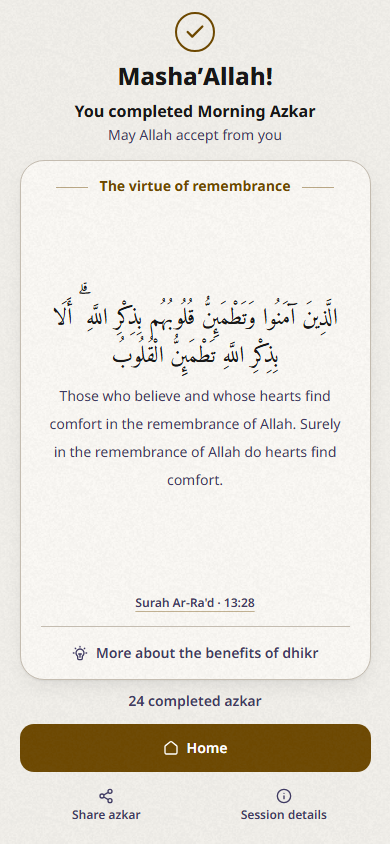 Masha’Allah!
You completed Morning Azkar
May Allah accept from you
The virtue of remembrance
الَّذِينَ آمَنُوا وَتَطْمَئِنُّ قُلُوبُهُم بِذِكْرِ اللَّهِ ۗ أَلَا
بِذِكْرِ اللَّهِ تَطْمَئِنُّ الْقُلُوبُ
Those who believe and whose hearts find
comfort in the remembrance of Allah. Surely
in the remembrance of Allah do hearts find
comfort.
Surah Ar-Ra'd · 13:28
More about the benefits of dhikr
24 completed azkar
Home
Share azkar
Session details